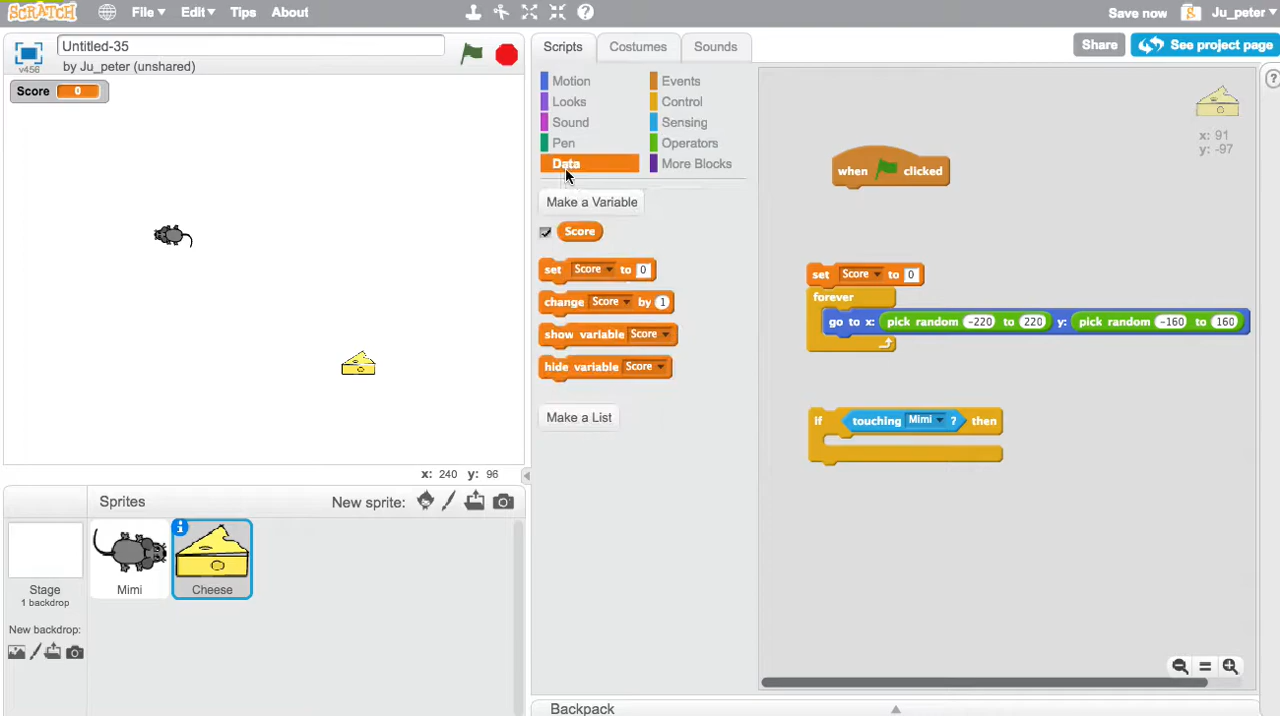 SCRATCH File Edit Tips About Save now Ju_peter
Untitled-35
by Ju_peter (unshared)
v456
Score 0
x: 240 y: 96
Sprites New sprite:
Stage
1 backdrop
New backdrop:
Mimi
Cheese
Scripts Costumes Sounds
Share See project page
Motion Events
Looks Control
Sound Sensing
Pen Operators
Data More Blocks
Make a Variable
Score
set Score to 0
change Score by 1
show variable Score
hide variable Score
Make a List
x: 91
y: -97
when clicked
set Score to 0
forever
go to x: pick random -220 to 220 y: pick random -160 to 160
if touching Mimi ? then
Backpack